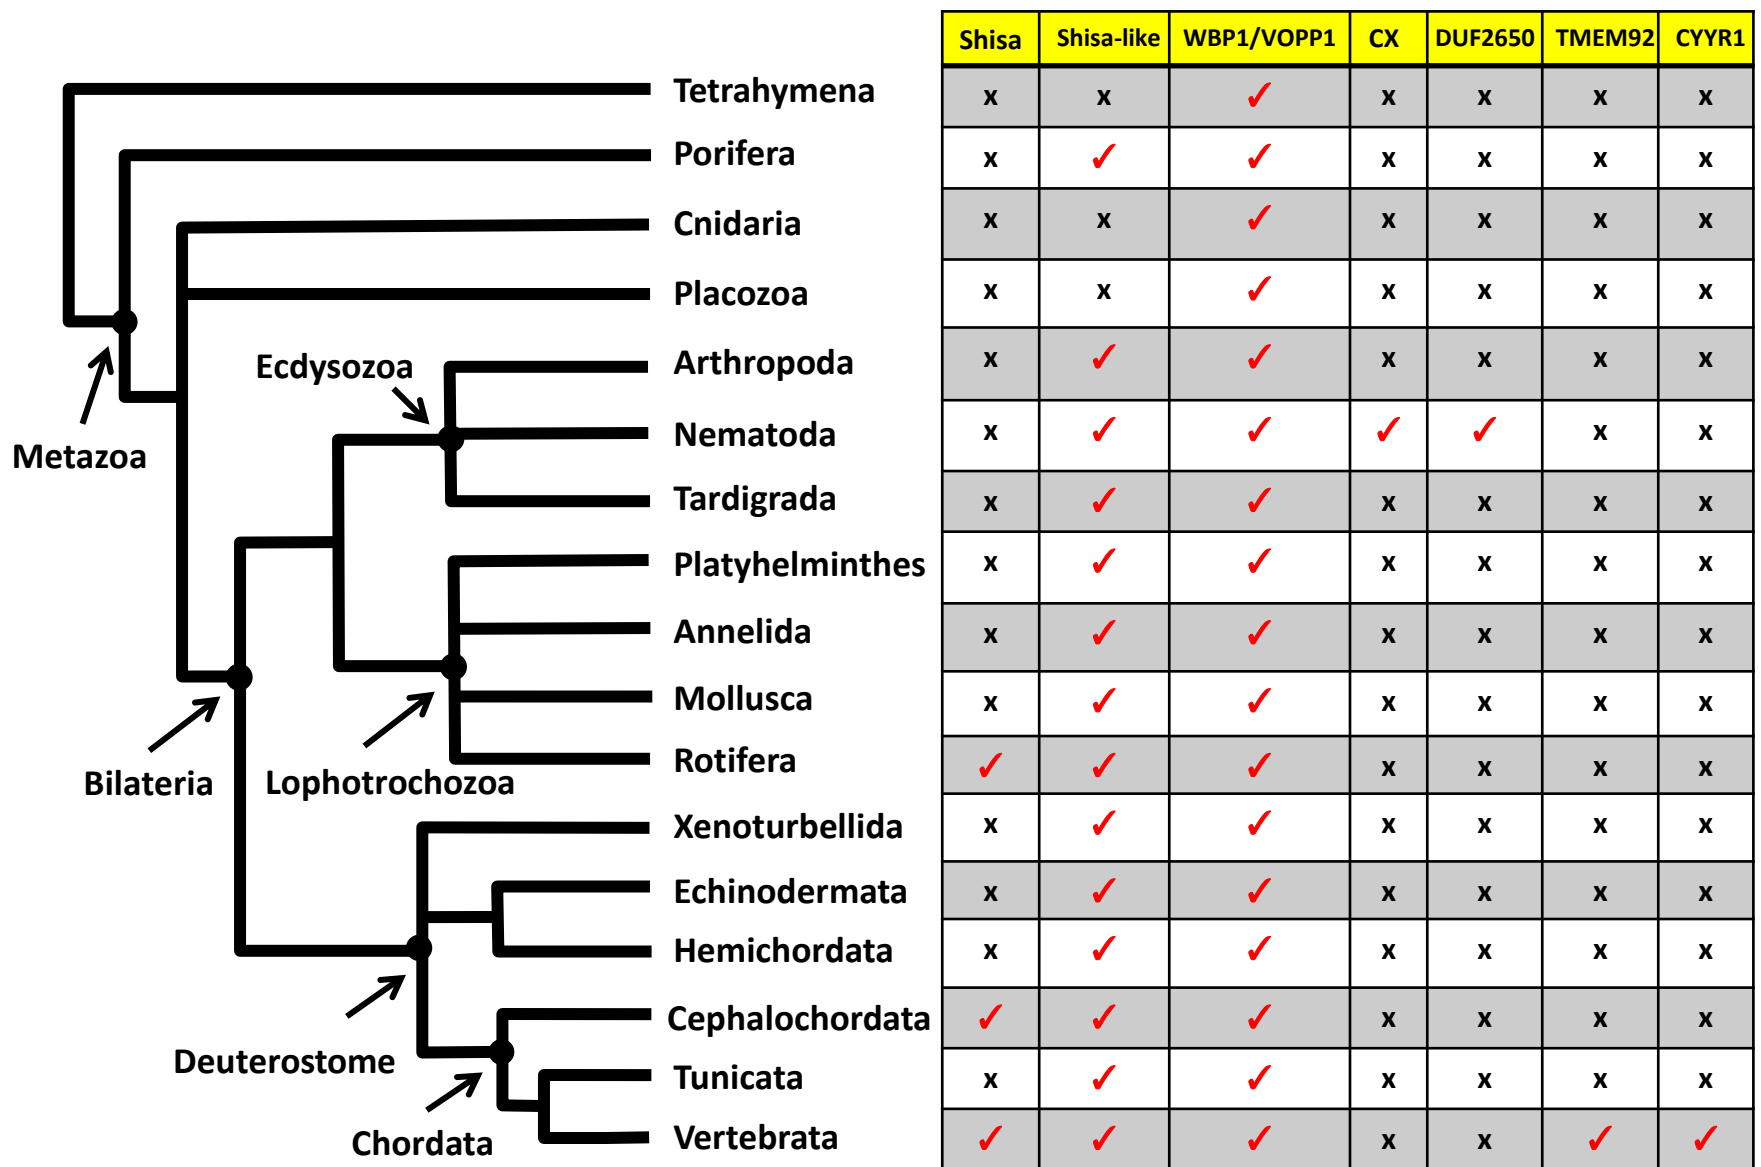 Shisa Shisa-like WBP1/VOPP1 CX DUF2650 TMEM92 CYYR1
Tetrahymena x x ✓ x x x x
Porifera x ✓ ✓ x x x x
Cnidaria x x ✓ x x x x
Placozoa x x ✓ x x x x
Ecdysozoa
Arthropoda x ✓ ✓ x x x x
Nematoda x ✓ ✓ ✓ ✓ x x
Metazoa
Tardigrada x ✓ ✓ x x x x
Platyhelminthes x ✓ ✓ x x x x
Annelida x ✓ ✓ x x x x
Mollusca x ✓ ✓ x x x x
Rotifera ✓ ✓ ✓ x x x x
Bilateria
Lophotrochozoa
Xenoturbellida x ✓ ✓ x x x x
Echinodermata x ✓ ✓ x x x x
Hemichordata x ✓ ✓ x x x x
Cephalochordata ✓ ✓ ✓ x x x x
Deuterostome
Tunicata x ✓ ✓ x x x x
Chordata
Vertebrata ✓ ✓ ✓ x x ✓ ✓